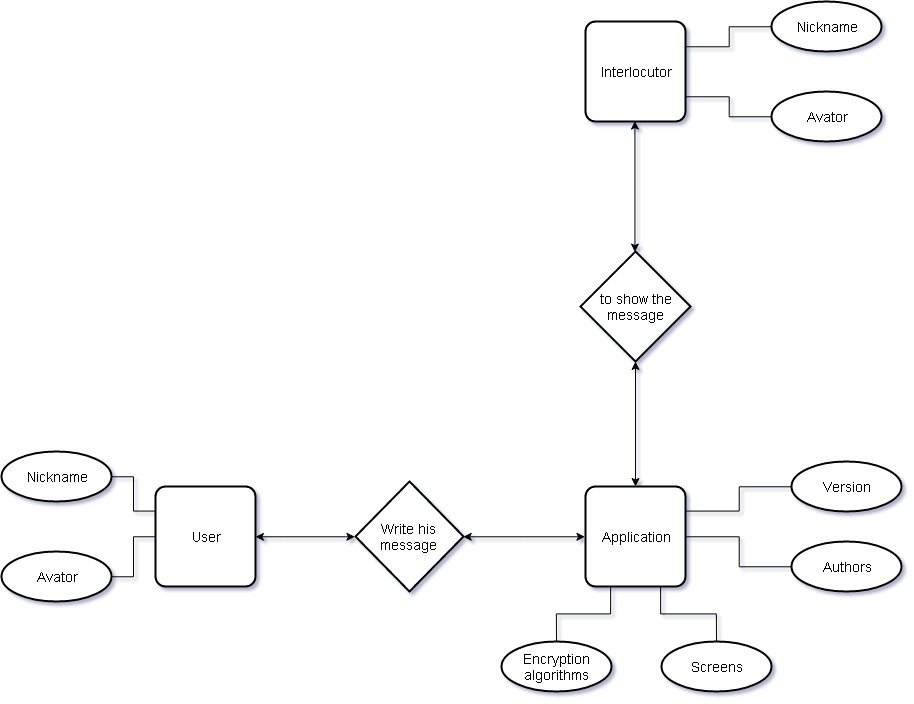 Nickname
Interlocutor
Avator
to show the
message
Nickname
Version
User
Write his
message
Application
Avator
Authors
Encryption
algorithms
Screens